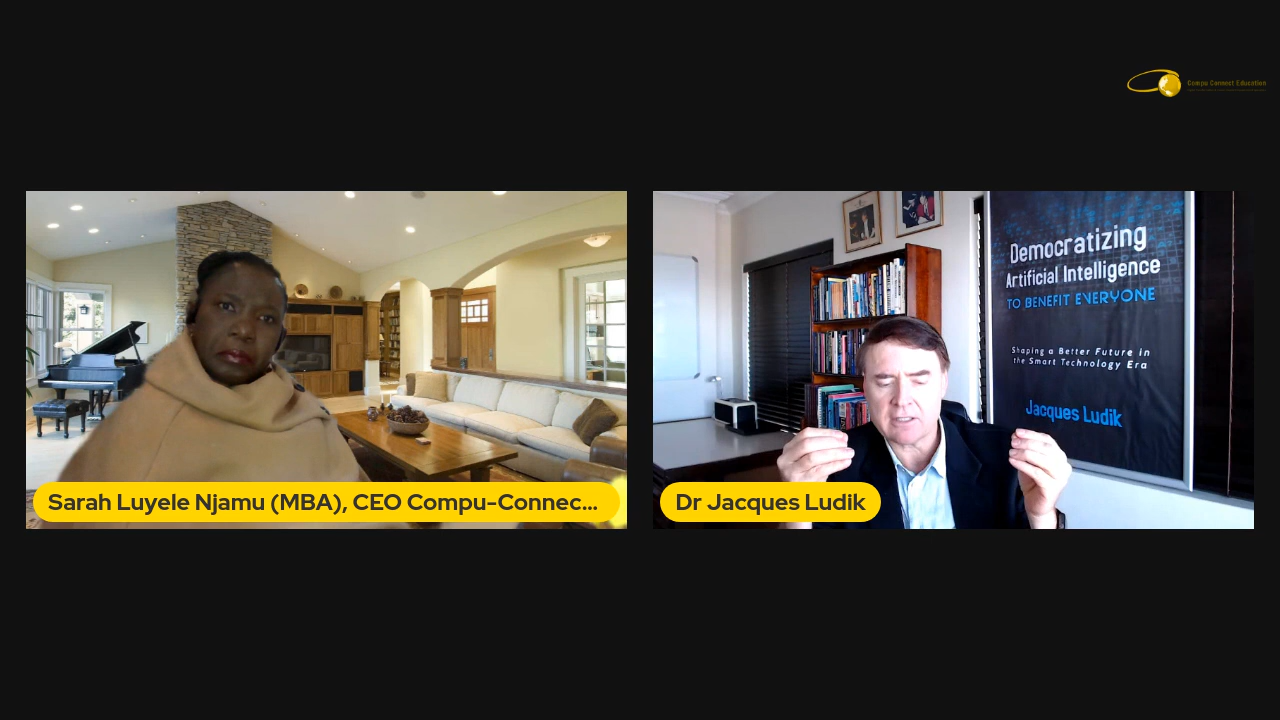 Compu Connect Education
Democratizing
Artificial Intelligence
TO BENEFIT EVERYONE
Shaping a Better Future in
the Smart Technology Era
Jacques Ludik
Sarah Luyele Njamu (MBA), CEO Compu-Connec...
Dr Jacques Ludik